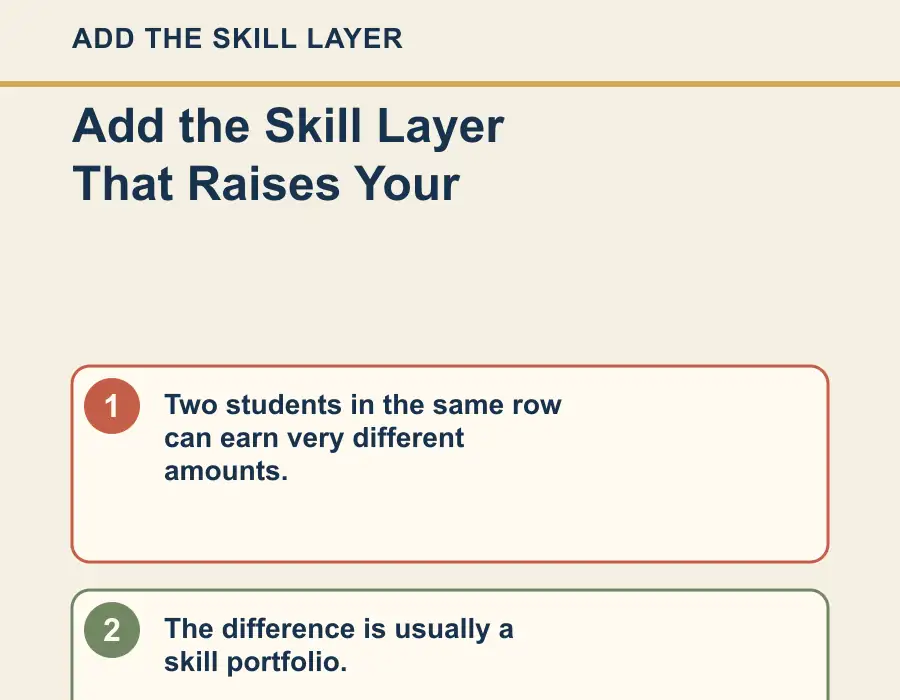 ADD THE SKILL LAYER
Add the Skill Layer
That Raises Your
1
Two students in the same row
can earn very different
amounts.
2
The difference is usually a
skill portfolio.